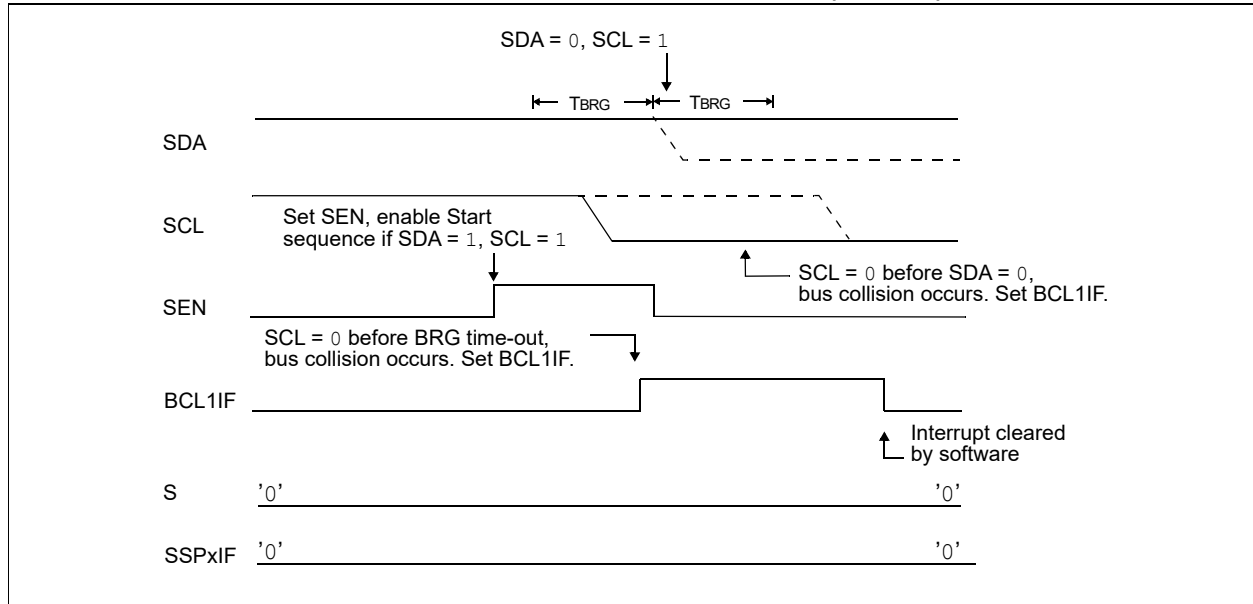 SDA = 0, SCL = 1
TBRG TBRG
SDA
SCL
Set SEN, enable Start
sequence if SDA = 1, SCL = 1
SCL = 0 before SDA = 0,
bus collision occurs. Set BCL1IF.
SEN
SCL = 0 before BRG time-out,
bus collision occurs. Set BCL1IF.
BCL1IF
Interrupt cleared
by software
S '0' '0'
SSPxIF '0' '0'